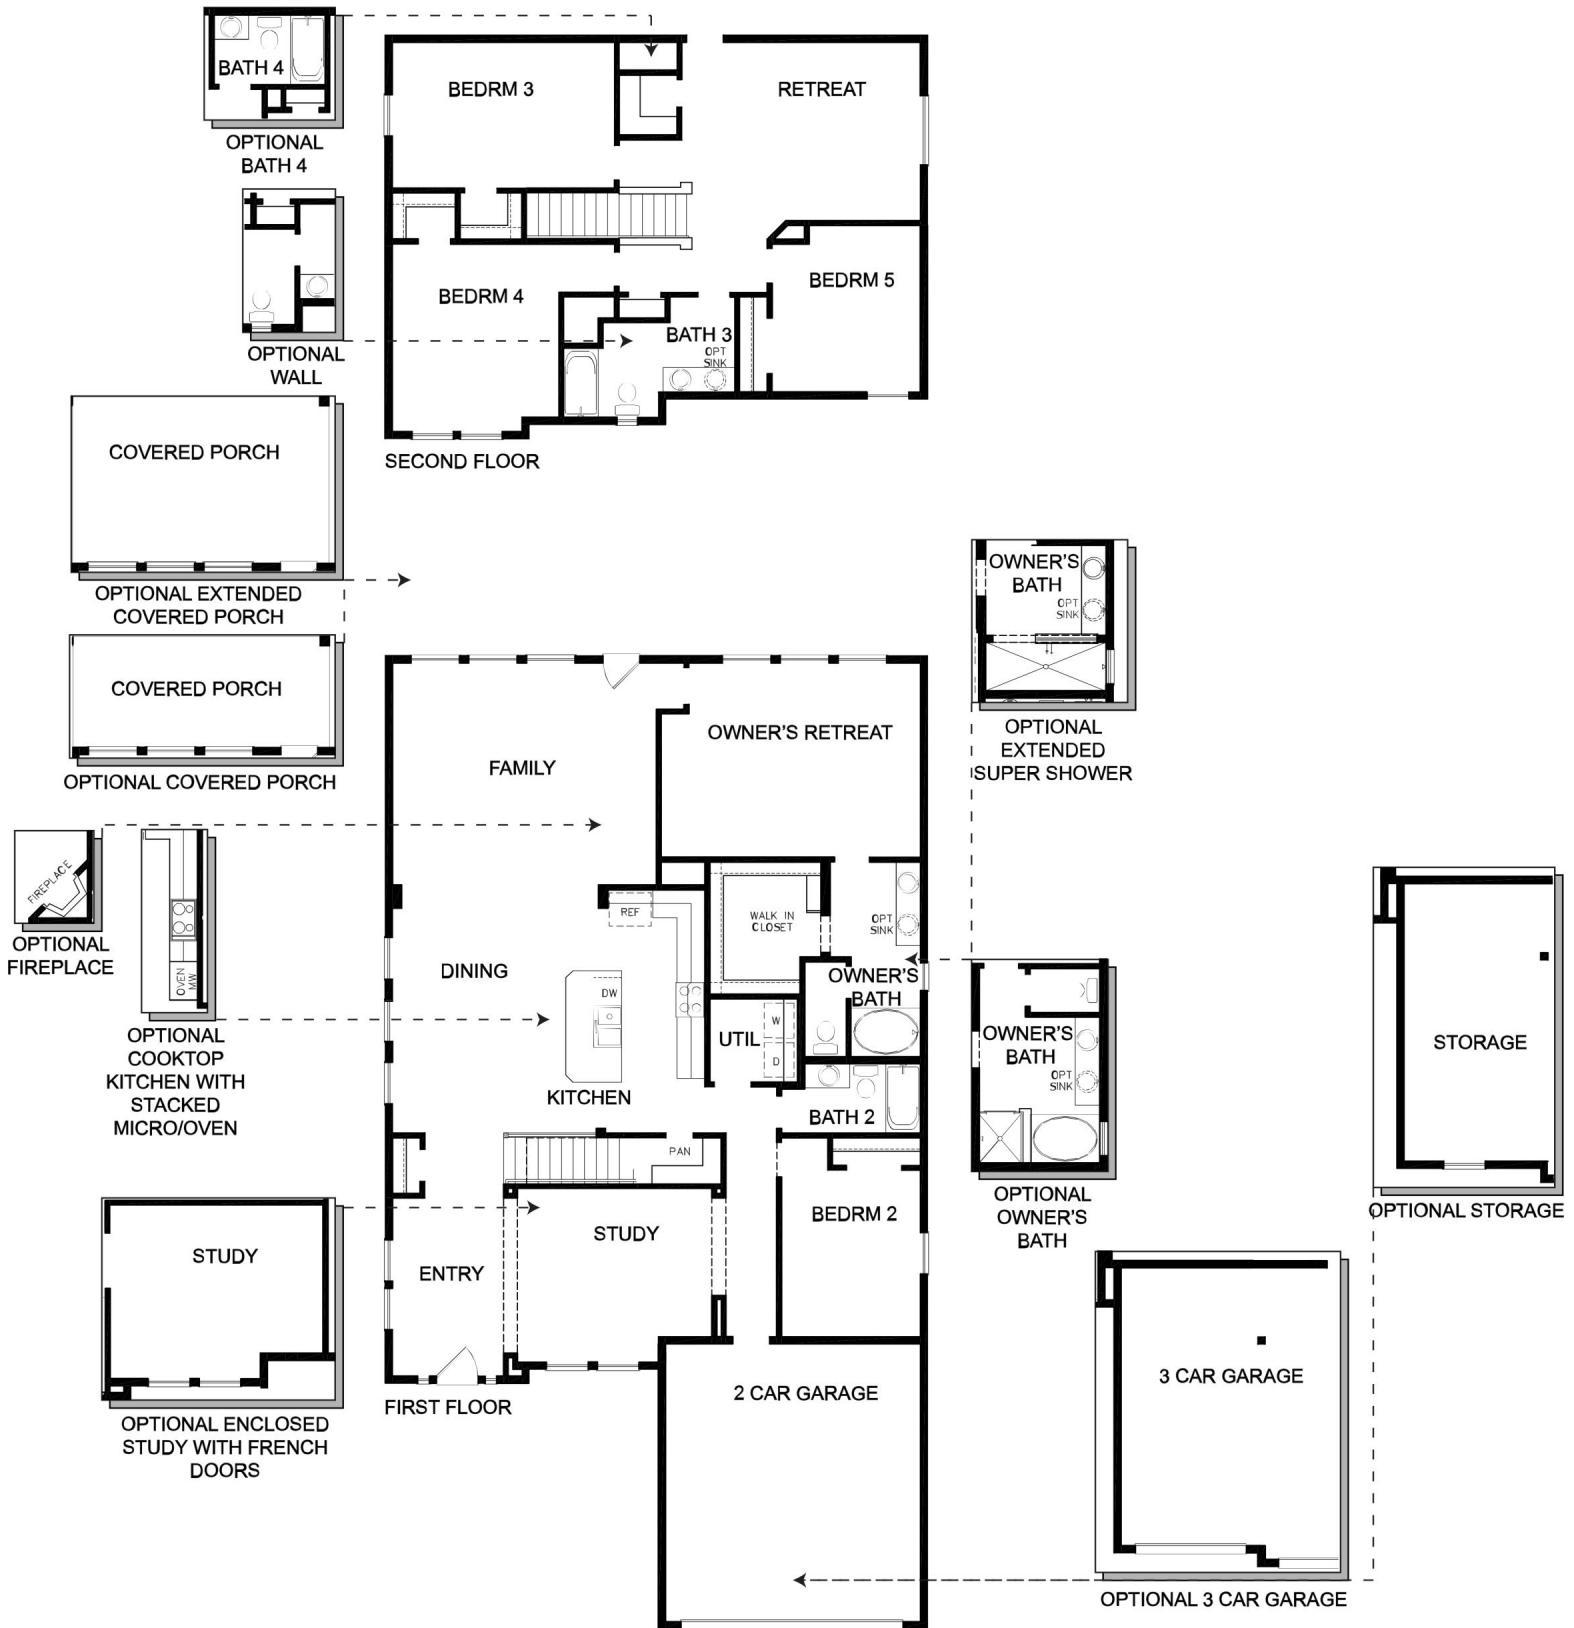 BATH 4
OPTIONAL
BATH 4
BEDRM 3
RETREAT
BEDRM 4
BEDRM 5
BATH 3
OPT
SINK
OPTIONAL
WALL
SECOND FLOOR
COVERED PORCH
OPTIONAL EXTENDED
COVERED PORCH
COVERED PORCH
OPTIONAL COVERED PORCH
FIREPLACE
OPTIONAL
FIREPLACE
OVEN
MW
OPTIONAL
COOKTOP
KITCHEN WITH
STACKED
MICRO/OVEN
STUDY
OPTIONAL ENCLOSED
STUDY WITH FRENCH
DOORS
FAMILY
OWNER'S RETREAT
REF
WALK IN
CLOSET
OPT
SINK
DINING
DW
OWNER'S
BATH
UTIL
W
D
KITCHEN
BATH 2
PAN
BEDRM 2
STUDY
ENTRY
FIRST FLOOR
2 CAR GARAGE
OWNER'S
BATH
OPT
SINK
OPTIONAL
EXTENDED
SUPER SHOWER
OWNER'S
BATH
OPT
SINK
OPTIONAL
OWNER'S
BATH
STORAGE
OPTIONAL STORAGE
3 CAR GARAGE
OPTIONAL 3 CAR GARAGE